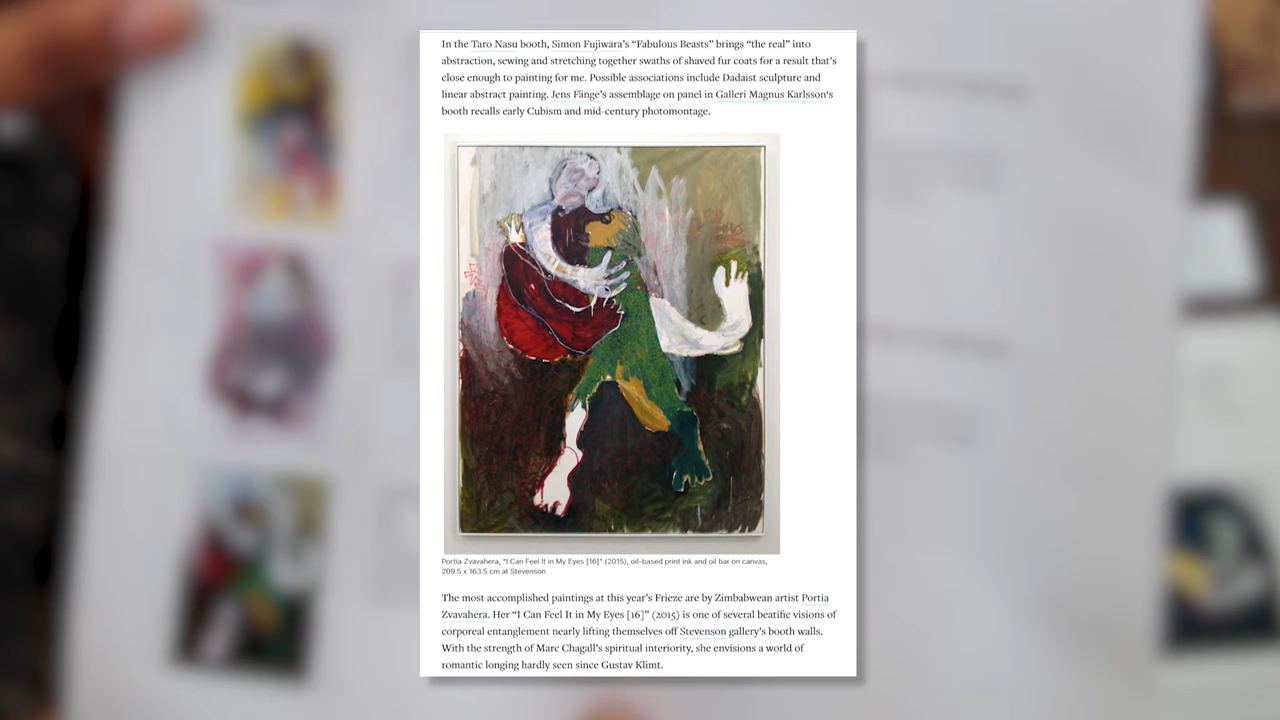 In the Taro Nasu booth, Simon Fujiwara's “Fabulous Beasts” brings “the real” into
abstraction, sewing and stretching together swaths of shaved fur coats for a result that's
close enough to painting for me. Possible associations include Dadaist sculpture and
linear abstract painting. Jens Fänge's assemblage on panel in Galleri Magnus Karlsson's
booth recalls early Cubism and mid-century photomontage.
Portia Zvavahera, "I Can Feel It in My Eyes [16]" (2015), oil-based print ink and oil bar on canvas,
209.5 x 163.5 cm at Stevenson
The most accomplished paintings at this year's Frieze are by Zimbabwean artist Portia
Zvavahera. Her “I Can Feel It in My Eyes [16]” (2015) is one of several beatific visions of
corporeal entanglement nearly lifting themselves off Stevenson gallery's booth walls.
With the strength of Marc Chagall's spiritual interiority, she envisions a world of
romantic longing hardly seen since Gustav Klimt.